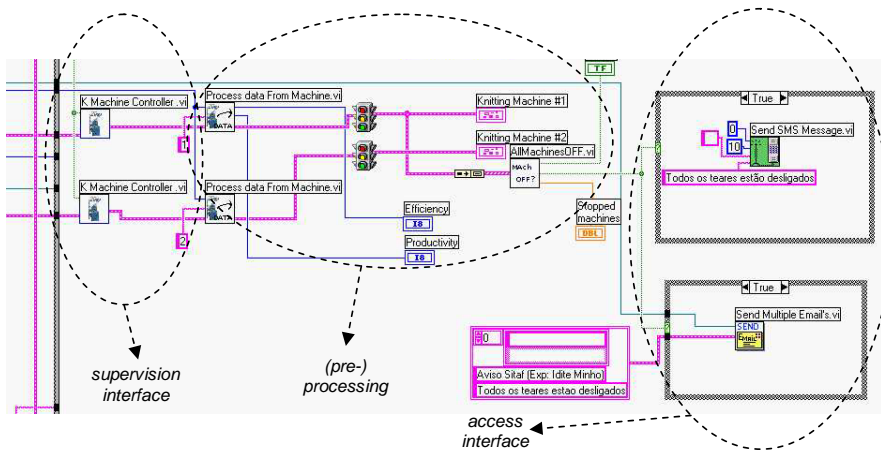 TF
K Machine Controller .vi
Process data From Machine.vi
DATA
1
Knitting Machine #1
Knitting Machine #2
AllMachinesOFF.vi
MAch
OFF?
K Machine Controller .vi
Process data From Machine.vi
DATA
2
Efficiency
I8
Productivity
I8
Stopped
machines
DBL
True
0
10
Send SMS Message.vi
Todos os teares estão desligados
True
Send Multiple Email's.vi
SEND
EMAIL
0
Aviso Sitaf (Exp: Idite Minho)
Todos os teares estao desligados
supervision
interface
(pre-)
processing
access
interface